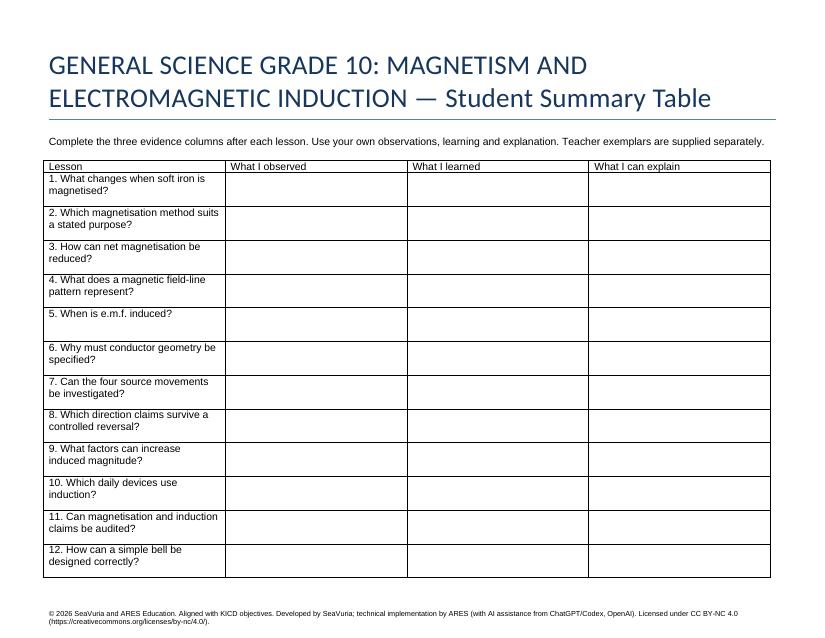 GENERAL SCIENCE GRADE 10: MAGNETISM AND
ELECTROMAGNETIC INDUCTION — Student Summary Table
Complete the three evidence columns after each lesson. Use your own observations, learning and explanation. Teacher exemplars are supplied separately.
Lesson What I observed What I learned What I can explain
1. What changes when soft iron is
magnetised?
2. Which magnetisation method suits
a stated purpose?
3. How can net magnetisation be
reduced?
4. What does a magnetic field-line
pattern represent?
5. When is e.m.f. induced?
6. Why must conductor geometry be
specified?
7. Can the four source movements
be investigated?
8. Which direction claims survive a
controlled reversal?
9. What factors can increase
induced magnitude?
10. Which daily devices use
induction?
11. Can magnetisation and induction
claims be audited?
12. How can a simple bell be
designed correctly?
© 2026 SeaVuria and ARES Education. Aligned with KICD objectives. Developed by SeaVuria; technical implementation by ARES (with AI assistance from ChatGPT/Codex, OpenAI). Licensed under CC BY-NC 4.0
(https://creativecommons.org/licenses/by-nc/4.0/).